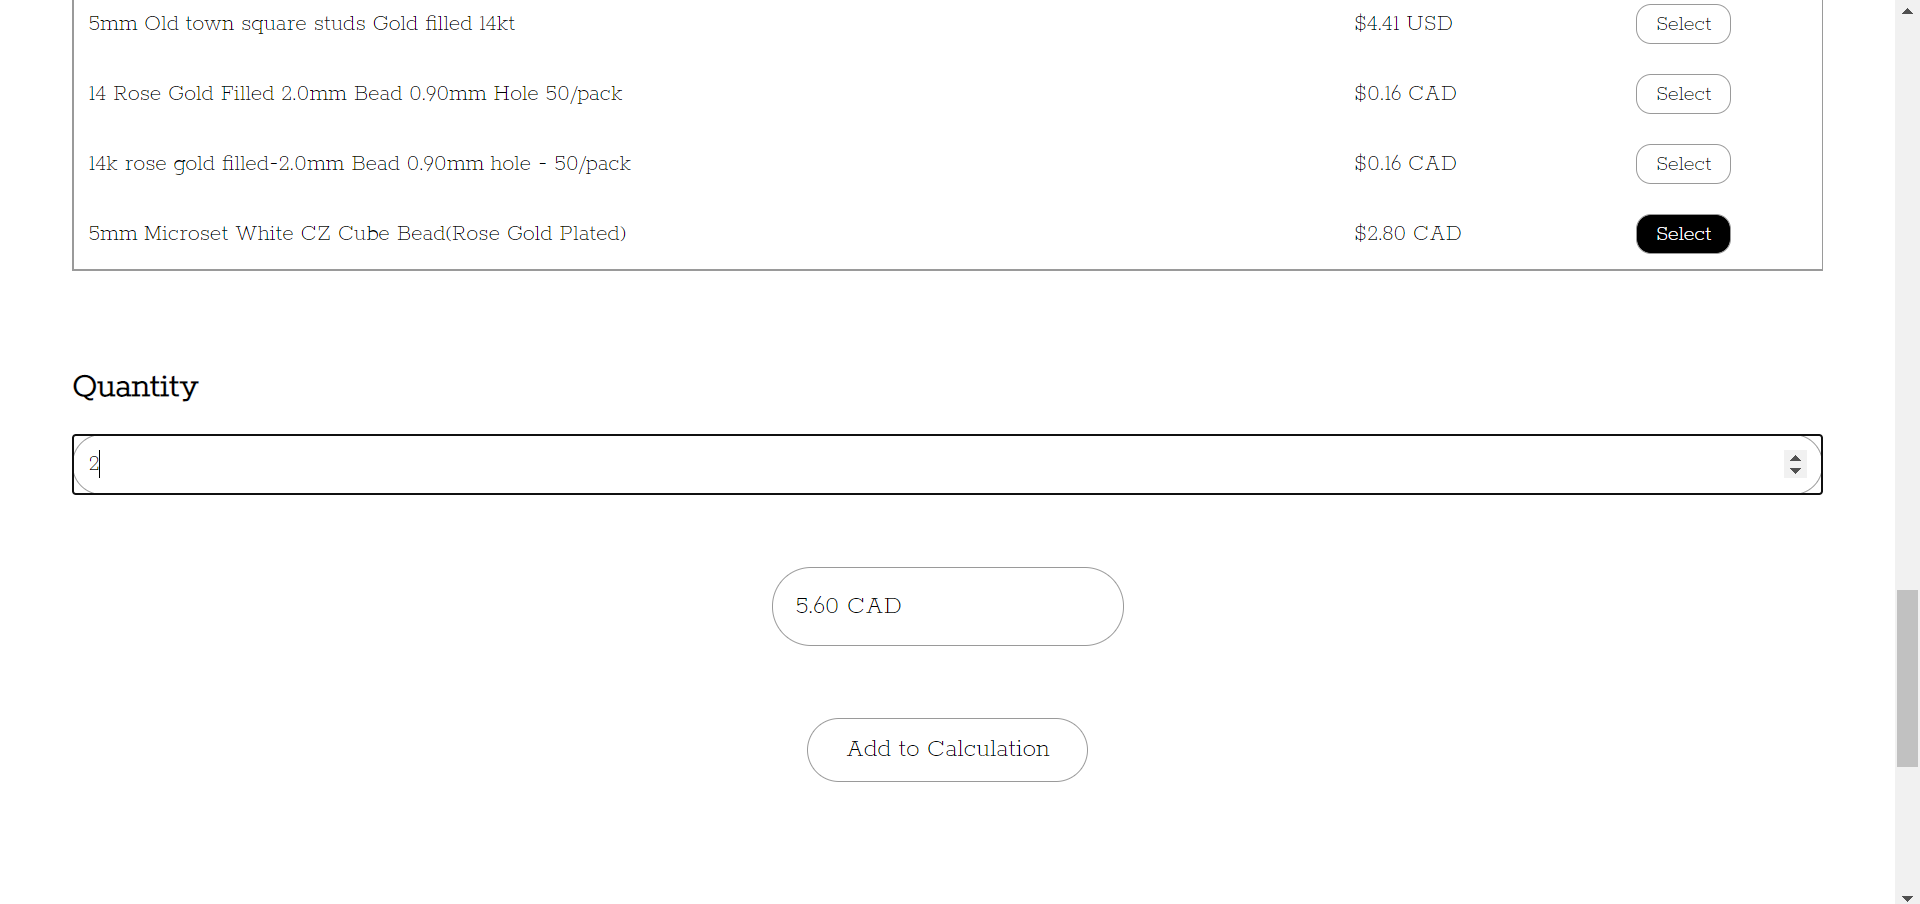 5mm Old town square studs Gold filled 14kt $4.41 USD Select
14 Rose Gold Filled 2.0mm Bead 0.90mm Hole 50/pack $0.16 CAD Select
14k rose gold filled-2.0mm Bead 0.90mm hole - 50/pack $0.16 CAD Select
5mm Microset White CZ Cube Bead(Rose Gold Plated) $2.80 CAD Select
Quantity
2
5.60 CAD
Add to Calculation